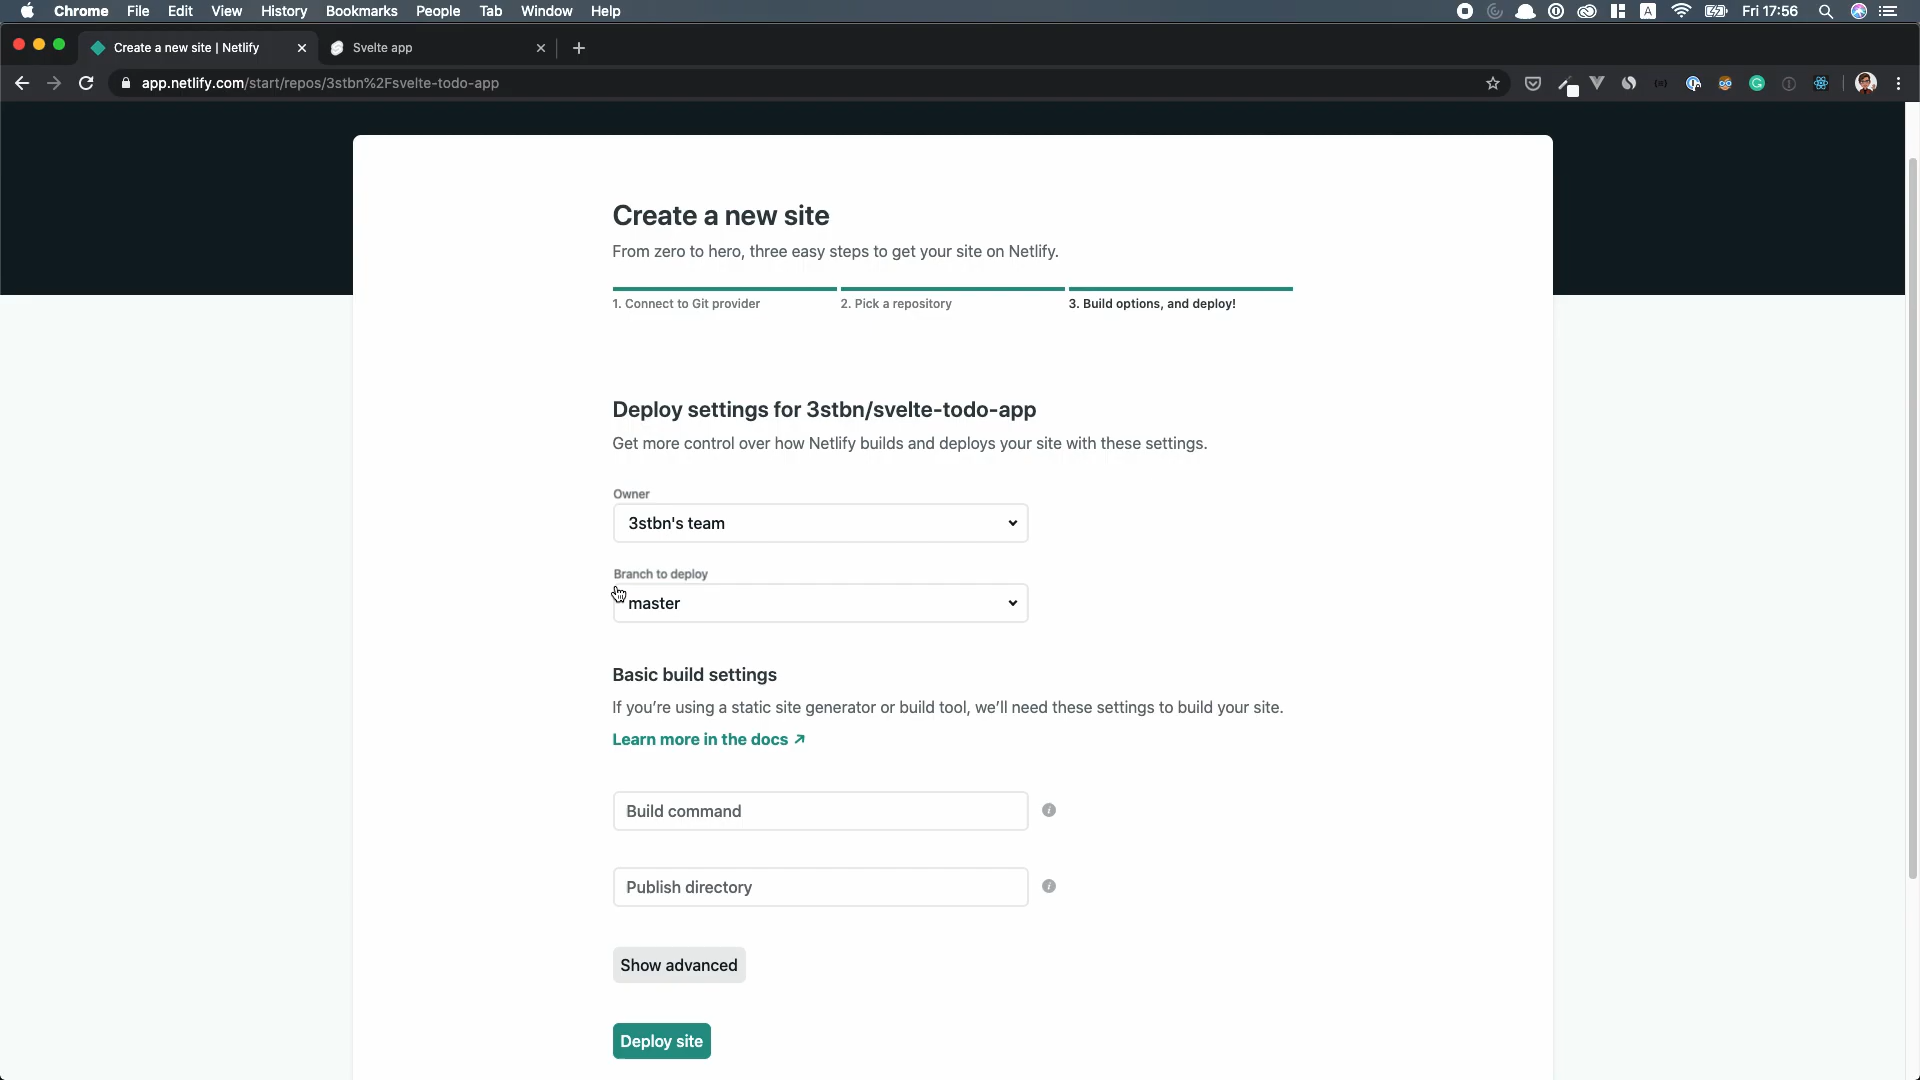 Chrome File Edit View History Bookmarks People Tab Window Help
A
Fri 17:56
Create a new site | Netlify
Svelte app
app.netlify.com/start/repos/3stbn%2Fsvelte-todo-app
Create a new site
From zero to hero, three easy steps to get your site on Netlify.
1. Connect to Git provider
2. Pick a repository
3. Build options, and deploy!
Deploy settings for 3stbn/svelte-todo-app
Get more control over how Netlify builds and deploys your site with these settings.
Owner
3stbn's team
Branch to deploy
master
Basic build settings
If you’re using a static site generator or build tool, we’ll need these settings to build your site.
Learn more in the docs ↗
Build command
i
Publish directory
i
Show advanced
Deploy site